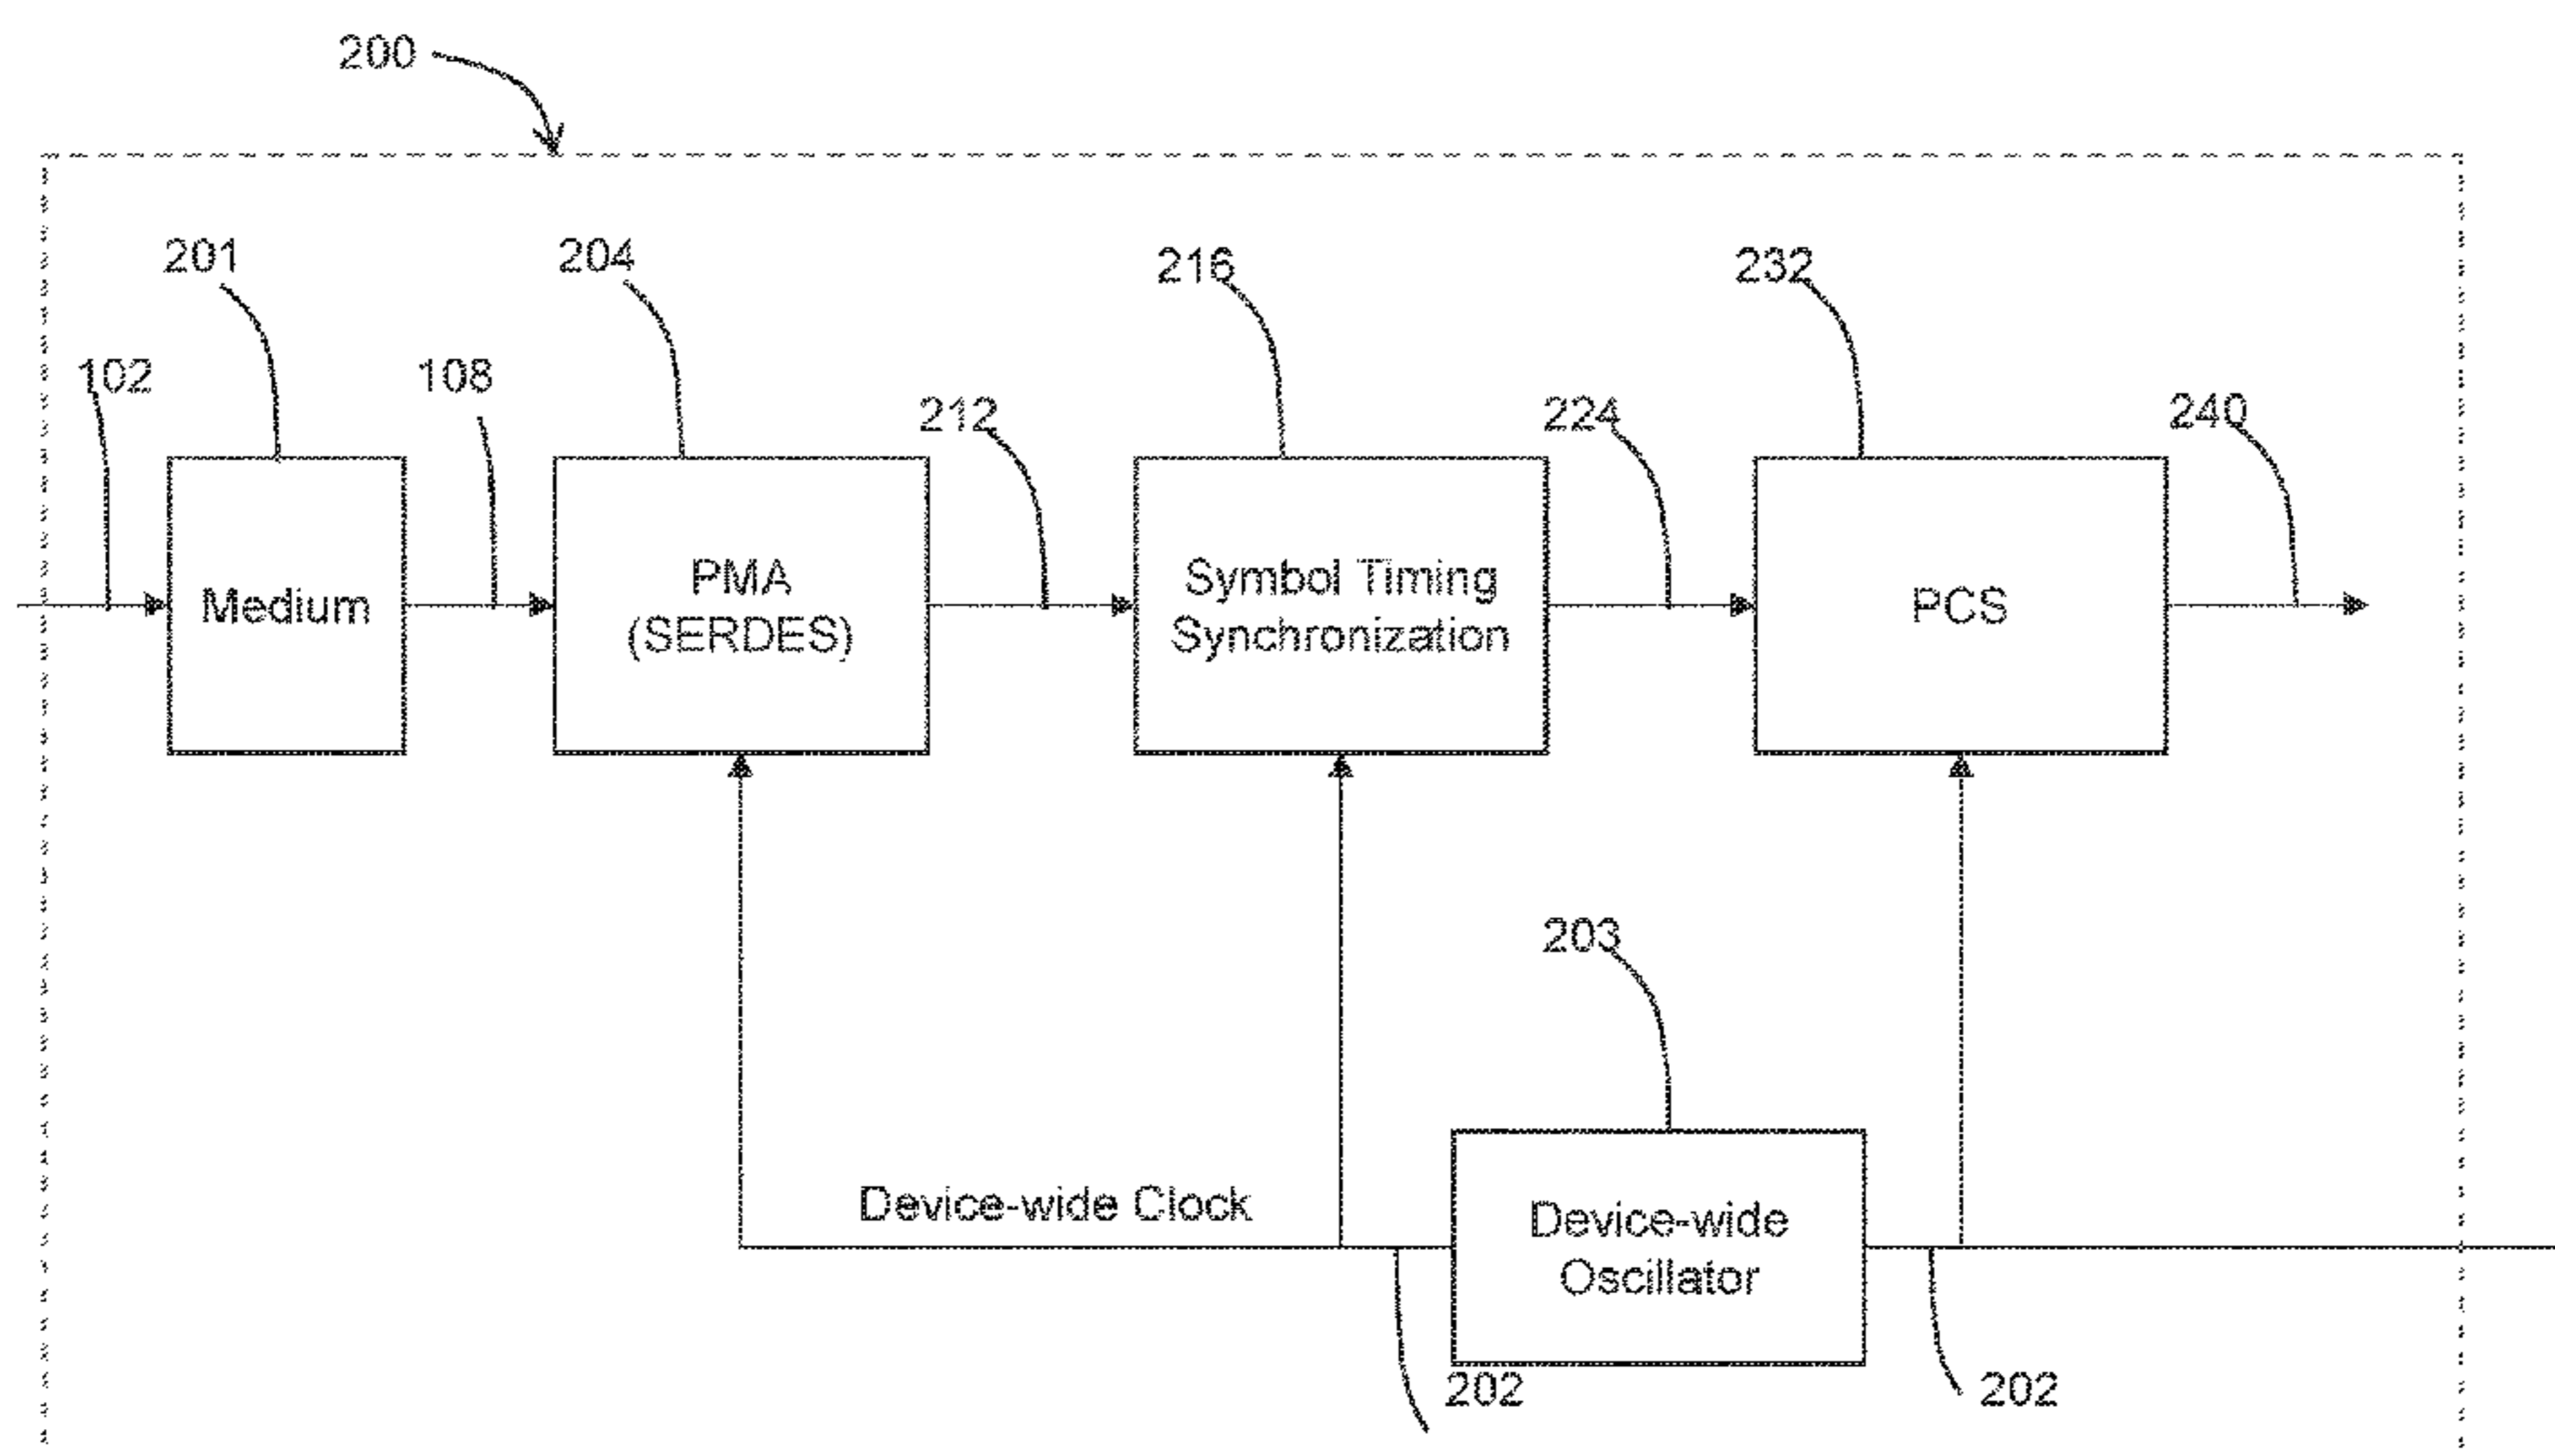 200
201
204
216
232
102
108
212
224
240
Medium
PMA
(SERDES)
Symbol Timing
Synchronization
PCS
203
Device-wide Clock
Device-wide
Oscillator
202
202